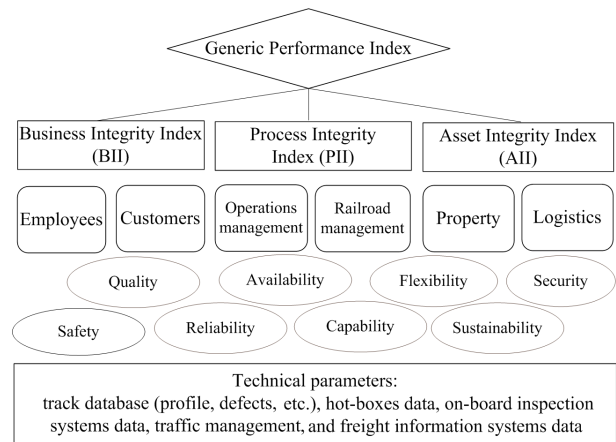 Generic Performance Index
Business Integrity Index
(BII)
Process Integrity
Index (PII)
Asset Integrity Index
(AII)
Employees
Customers
Operations
management
Railroad
management
Property
Logistics
Quality
Availability
Flexibility
Security
Safety
Reliability
Capability
Sustainability
Technical parameters:
track database (profile, defects, etc.), hot-boxes data, on-board inspection
systems data, traffic management, and freight information systems data